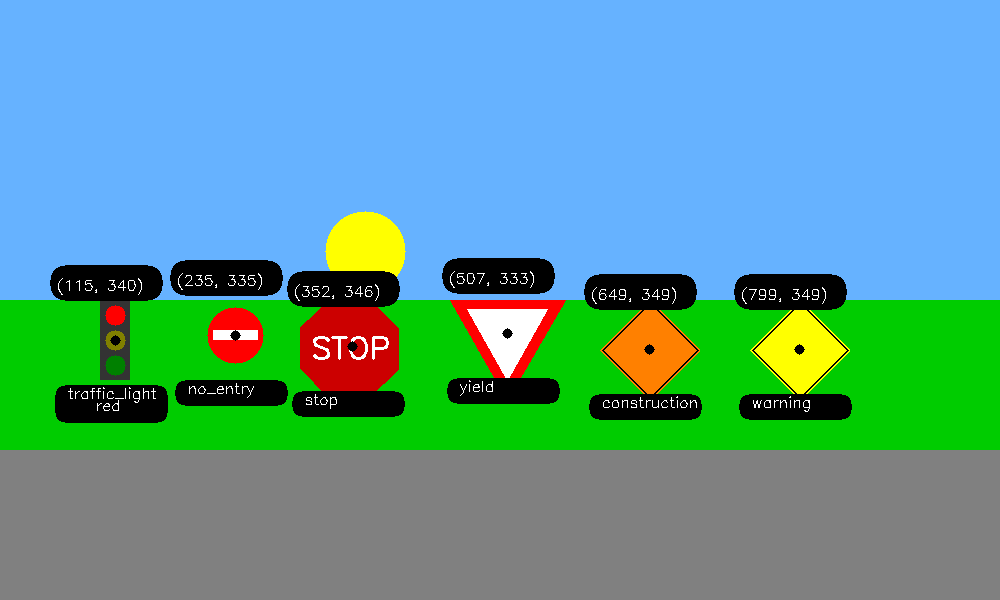 (115, 340)
(235, 335)
(352, 346)
(507, 333)
(649, 349)
(799, 349)
STOP
traffic_light
red
no_entry
stop
yield
construction
warning